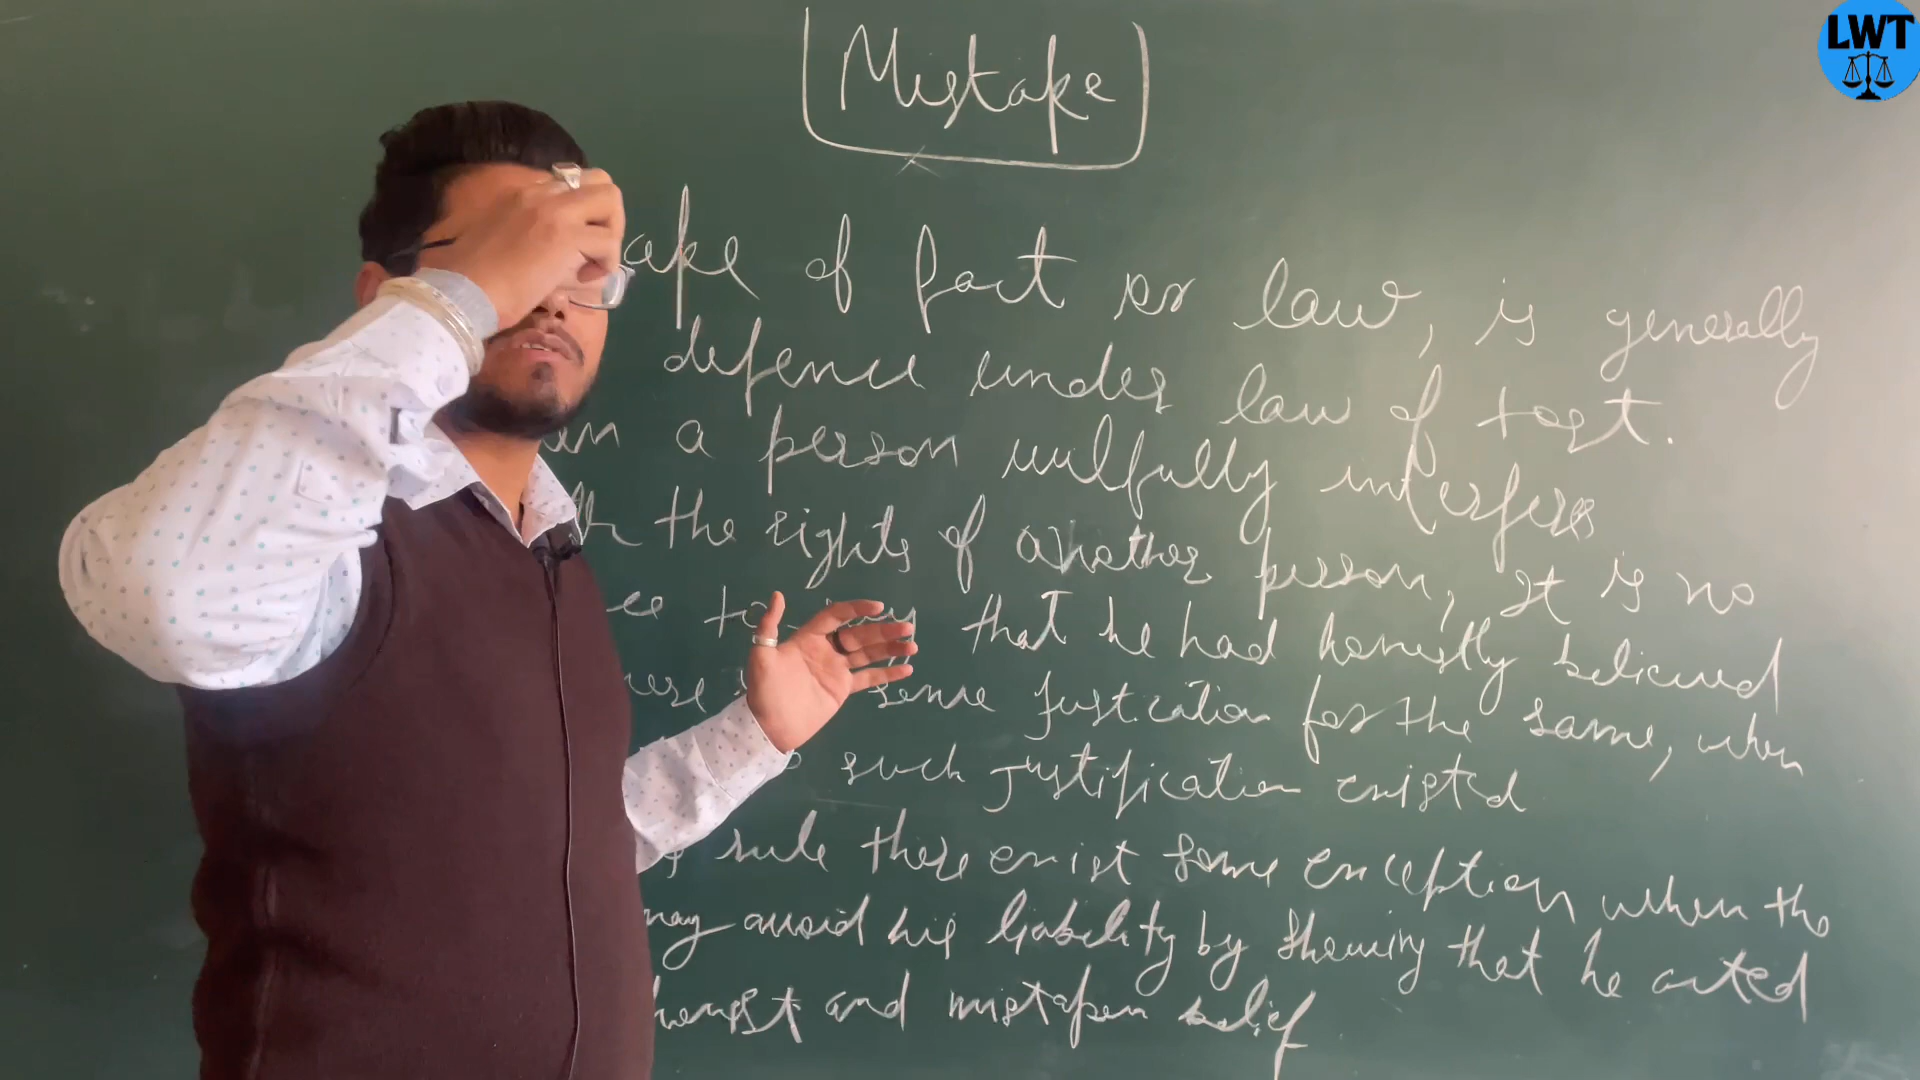 Mistake
LWT
ake of fact or law, is generally
defence under law of tort.
en a person wilfully interferes
the rights of another person, it is no
ce to say that he had honestly believed
some justication for the same, when
such justification existed
rule there exist some exception when the
may avoid his liability by showing that he acted
honest and mistaken belief